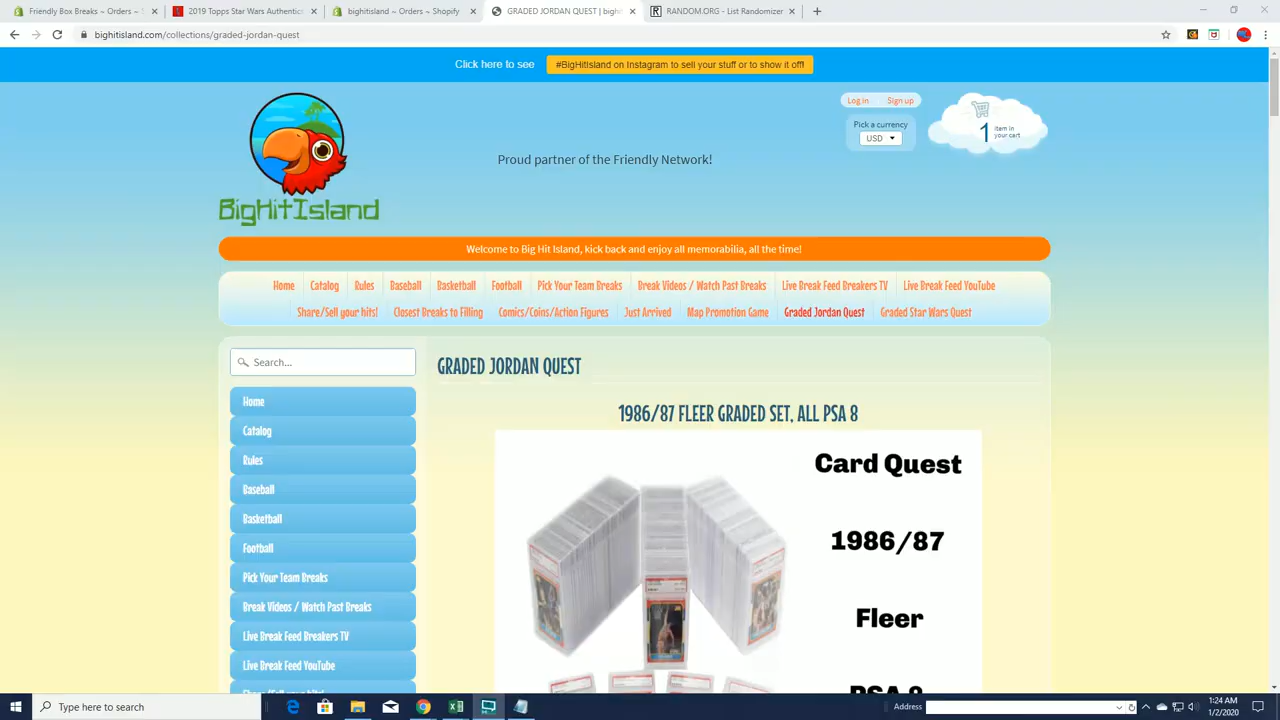 Friendly Box Breaks ~ Orders ~ S
2019 Topps Star Wars Authentic
bighitisland ~ Orders ~ Shopify
GRADED JORDAN QUEST | bigh
RANDOM.ORG - List Randomizer
bighitisland.com/collections/graded-jordan-quest
Click here to see
#BigHitIsland on Instagram to sell your stuff or to show it off!
Log in
Sign up
Pick a currency
USD
1 item in your cart
BigHitIsland
Proud partner of the Friendly Network!
Welcome to Big Hit Island, kick back and enjoy all memorabilia, all the time!
Home Catalog Rules Baseball Basketball Football Pick Your Team Breaks Break Videos / Watch Past Breaks Live Break Feed Breakers TV Live Break Feed YouTube
Share/Sell your hits! Closest Breaks to Filling Comics/Coins/Action Figures Just Arrived Map Promotion Game Graded Jordan Quest Graded Star Wars Quest
Search...
Home
Catalog
Rules
Baseball
Basketball
Football
Pick Your Team Breaks
Break Videos / Watch Past Breaks
Live Break Feed Breakers TV
Live Break Feed YouTube
Share/Sell your hits!
GRADED JORDAN QUEST
1986/87 FLEER GRADED SET, ALL PSA 8
Card Quest
1986/87
Fleer
PSA 8
Type here to search
Address
1:24 AM
1/2/2020